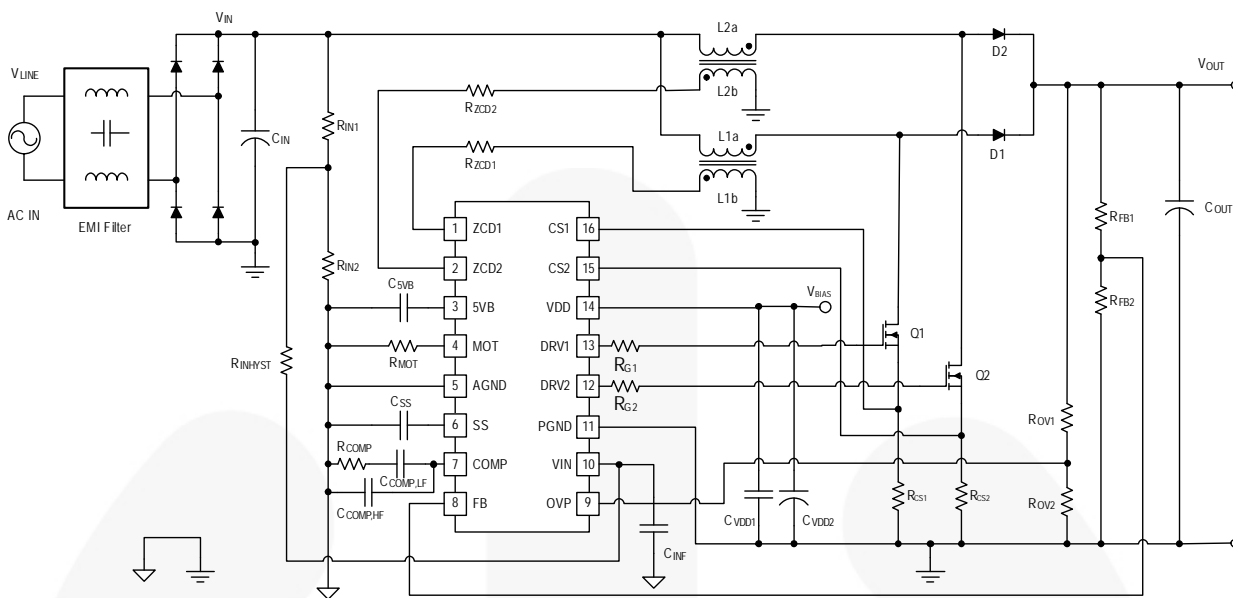 VIN
L2a
D2
VLINE
VOUT
L2b
RZCD2
CIN
RIN1
L1a
D1
RZCD1
L1b
AC IN
EMI Filter
RFB1
COUT
1 ZCD1 CS1 16
RIN2
2 ZCD2 CS2 15
C5VB
VBIAS
RFB2
3 5VB VDD 14
Q1
RINHYST
4 MOT DRV1 13
RMOT
RG1
Q2
5 AGND DRV2 12
RG2
CSS
ROV1
6 SS PGND 11
RCOMP
7 COMP VIN 10
CCOMP,LF
RCS1
RCS2
8 FB OVP 9
ROV2
CCOMP,HF
CVDD1
CVDD2
CINF